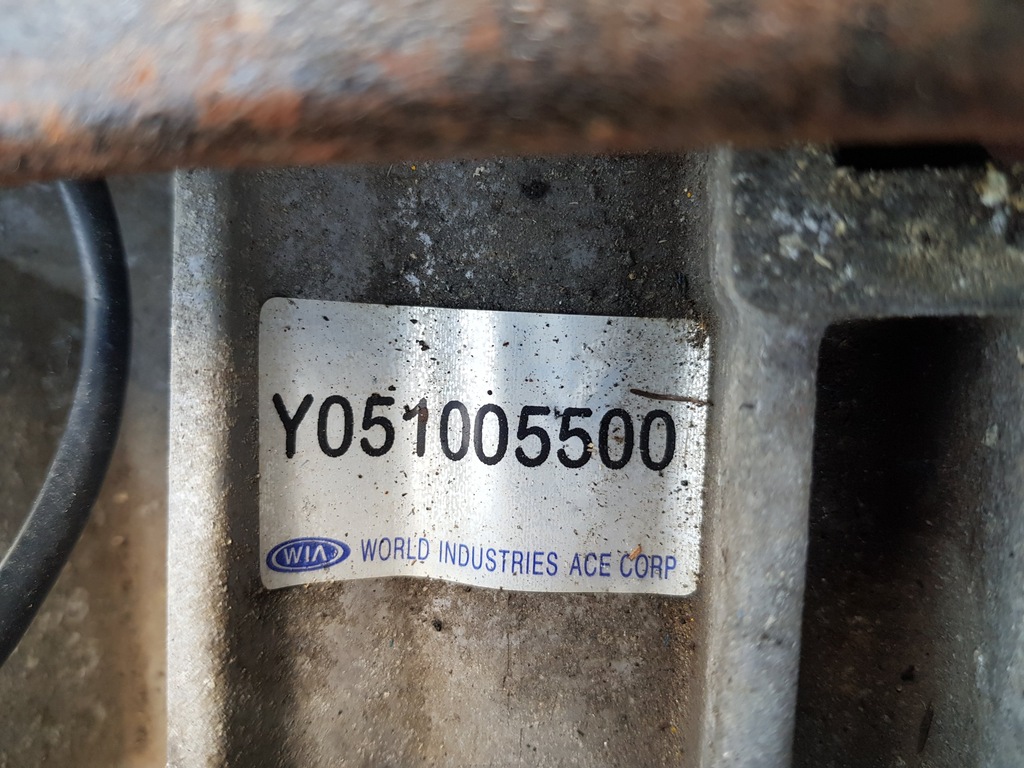 Y051005500
WIA WORLD INDUSTRIES ACE CORP